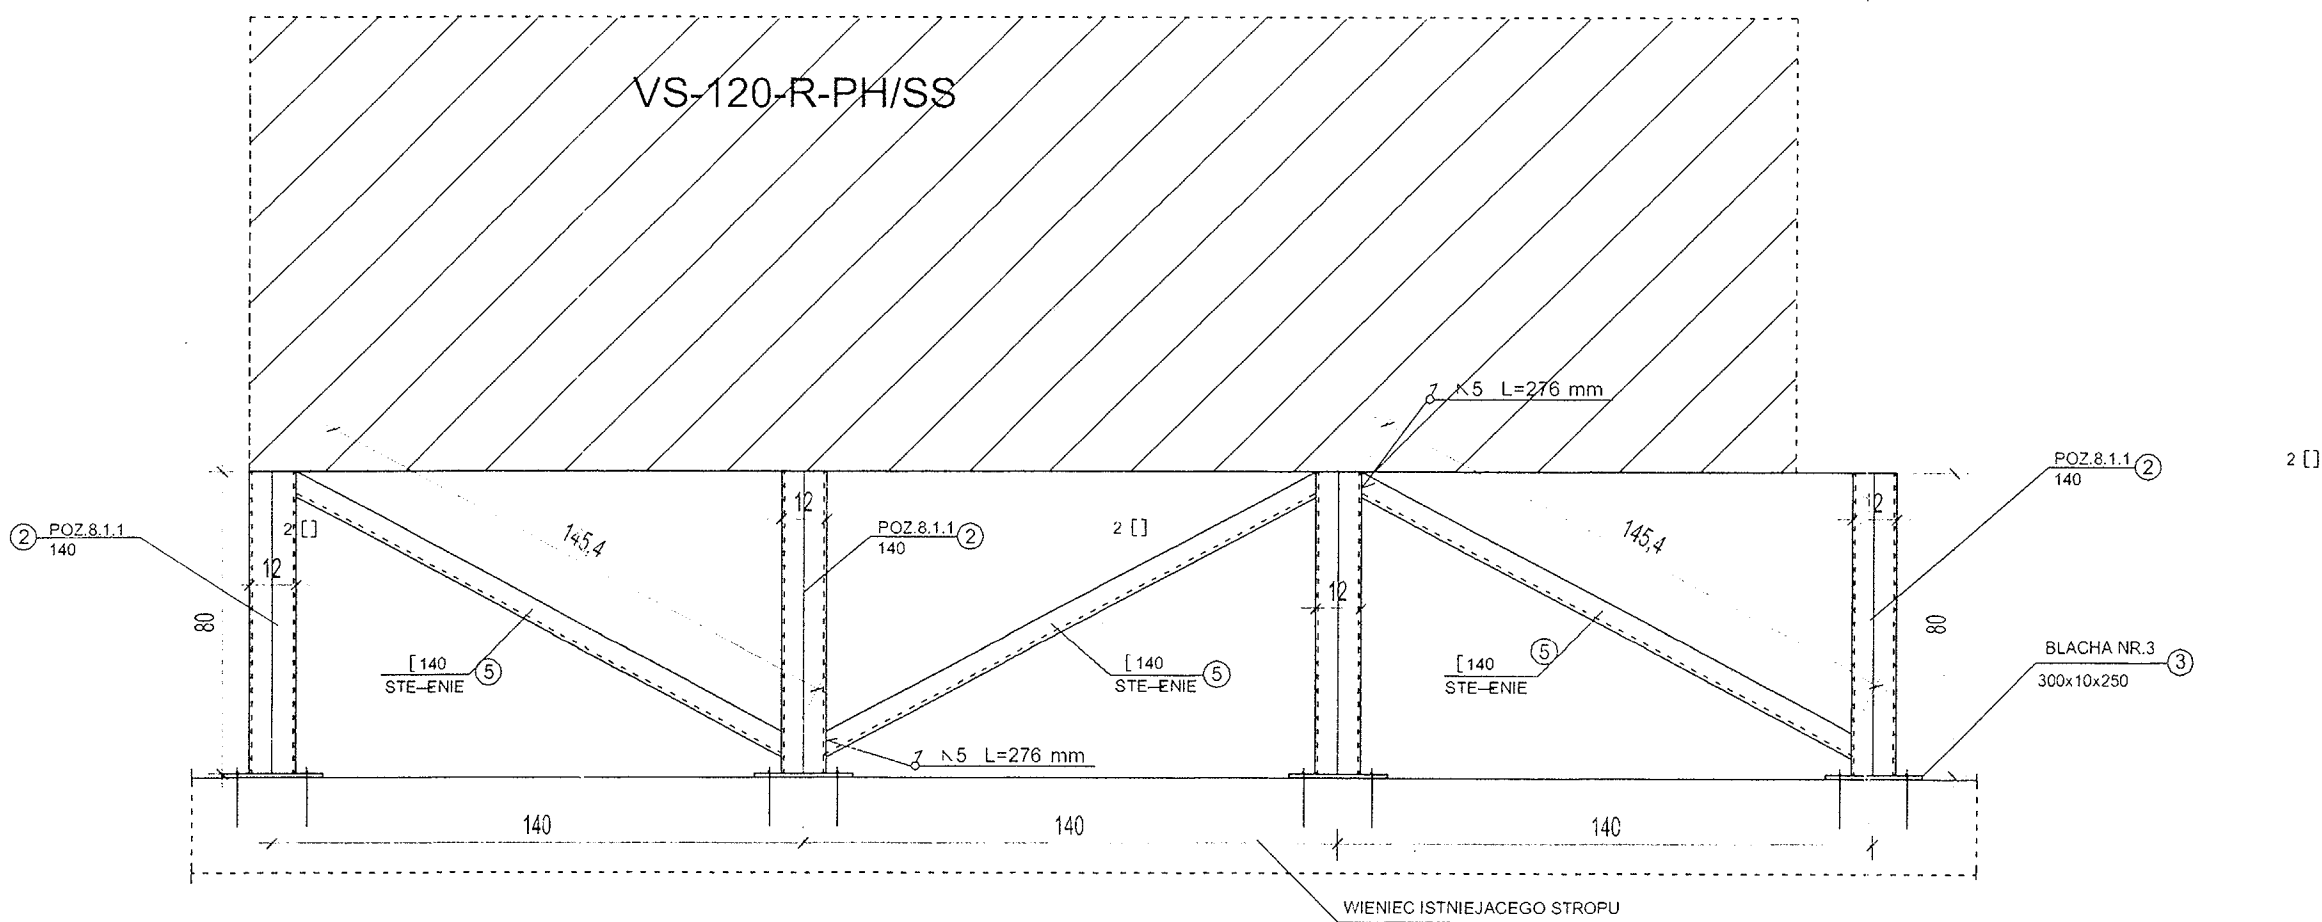 VS-120-R-PH/SS
5 L=276 mm
POZ.8.1.1 2
140
2 []
2 POZ.8.1.1
140
2 []
12
145,4
12
POZ.8.1.1 2
140
2 []
12
145,4
12
80
80
[140 5
STE–ENIE
[140 5
STE–ENIE
[140 5
STE–ENIE
BLACHA NR.3 3
300x10x250
5 L=276 mm
140
140
140
WIENIEC ISTNIEJACEGO STROPU